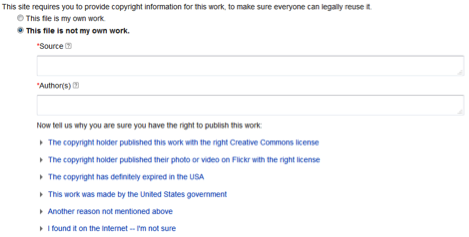 This site requires you to provide copyright information for this work, to make sure everyone can legally reuse it.
This file is my own work.
This file is not my own work.
*Source [?]
*Author(s) [?]
Now tell us why you are sure you have the right to publish this work:
The copyright holder published this work with the right Creative Commons license
The copyright holder published their photo or video on Flickr with the right license
The copyright has definitely expired in the USA
This work was made by the United States government
Another reason not mentioned above
I found it on the Internet -- I'm not sure